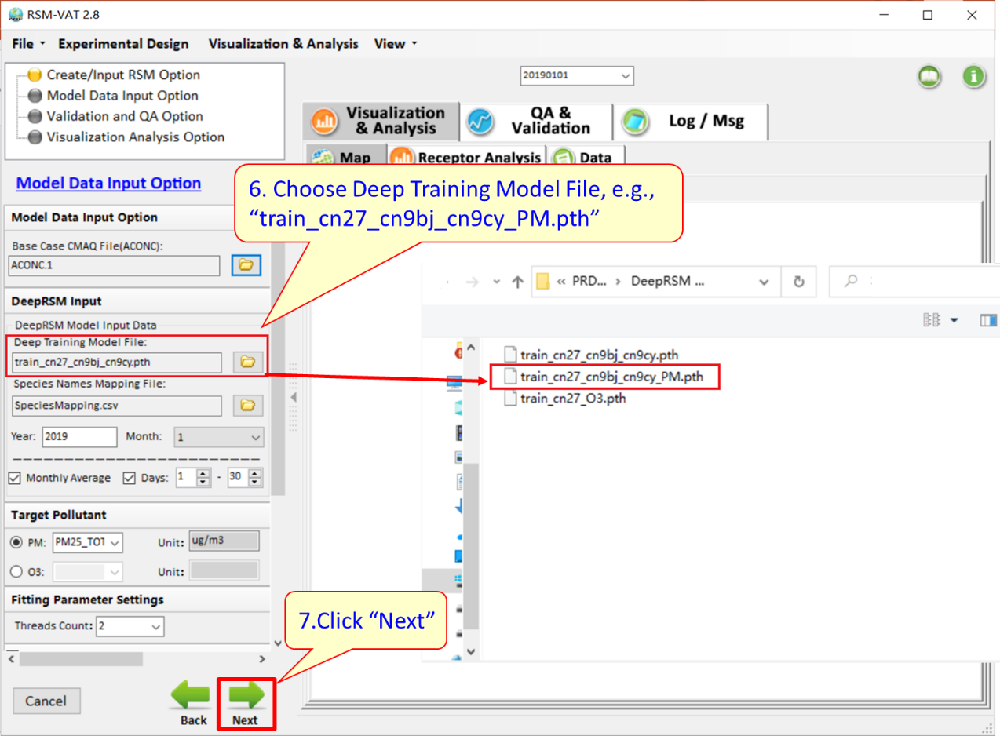 RSM-VAT 2.8
File Experimental Design Visualization & Analysis View
Create/Input RSM Option
Model Data Input Option
Validation and QA Option
Visualization Analysis Option
20190101
Visualization
& Analysis
QA &
Validation
Log / Msg
Map Receptor Analysis Data
Model Data Input Option
6. Choose Deep Training Model File, e.g.,
“train_cn27_cn9bj_cn9cy_PM.pth”
Model Data Input Option
Base Case CMAQ File(ACONC):
ACONC.1
DeepRSM Input
DeepRSM Model Input Data
Deep Training Model File:
train_cn27_cn9bj_cn9cy.pth
Species Names Mapping File:
SpeciesMapping.csv
Year: 2019 Month: 1
Monthly Average Days: 1 - 30
Target Pollutant
PM: PM25_TOT Unit: ug/m3
O3: Unit:
Fitting Parameter Settings
Threads Count: 2
« PRD... › DeepRSM ...
train_cn27_cn9bj_cn9cy.pth
train_cn27_cn9bj_cn9cy_PM.pth
train_cn27_O3.pth
7.Click “Next”
Cancel
Back
Next